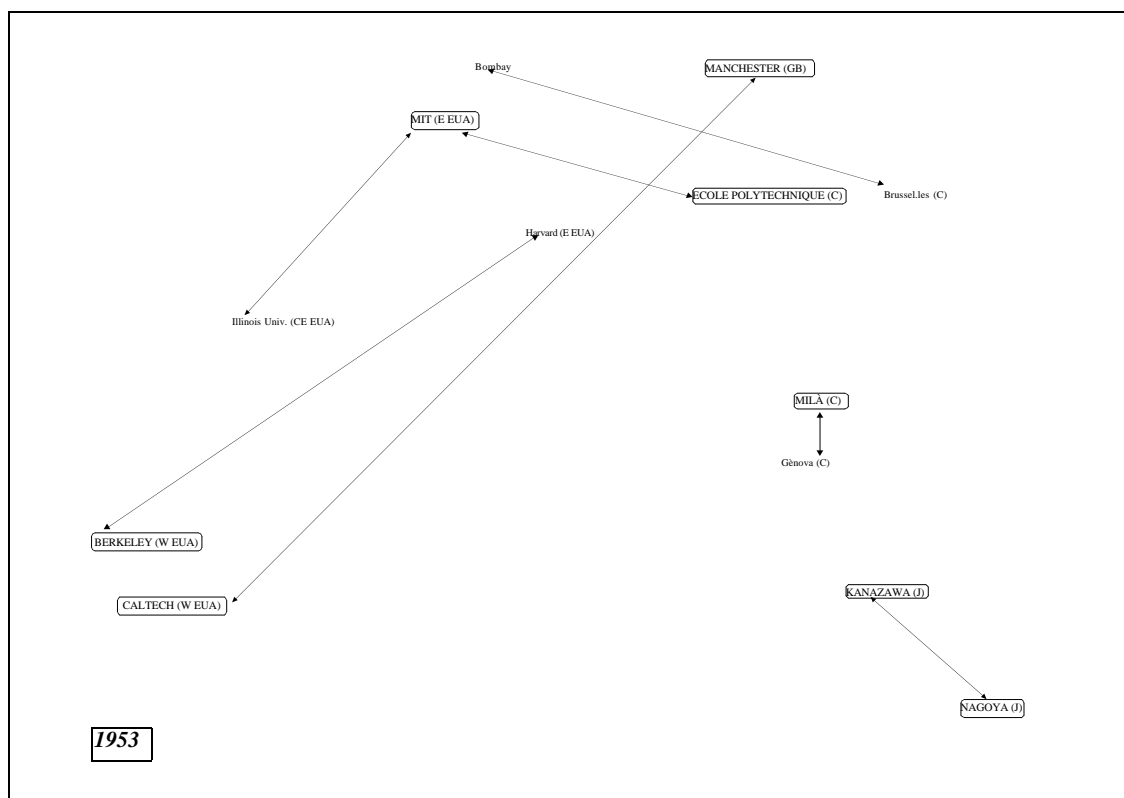 Bombay
MANCHESTER (GB)
MIT (E EUA)
ECOLE POLYTECHNIQUE (C)
Brussel.les (C)
Harvard (E EUA)
Illinois Univ. (CE EUA)
MILÀ (C)
Gènova (C)
BERKELEY (W EUA)
KANAZAWA (J)
CALTECH (W EUA)
NAGOYA (J)
1953